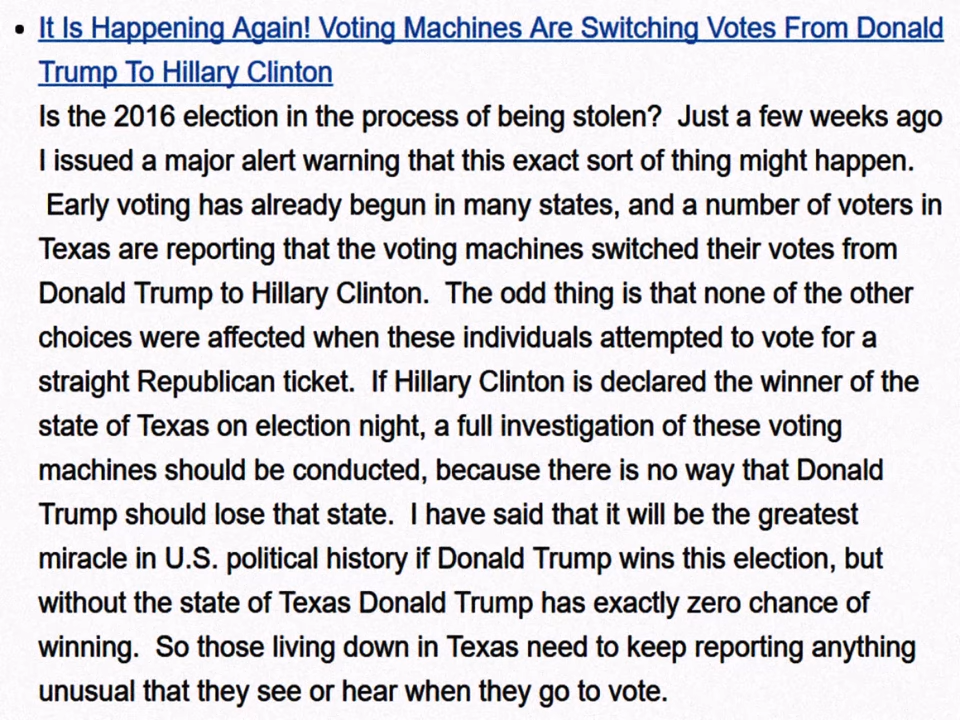 It Is Happening Again! Voting Machines Are Switching Votes From Donald
Trump To Hillary Clinton
Is the 2016 election in the process of being stolen?  Just a few weeks ago
I issued a major alert warning that this exact sort of thing might happen.
Early voting has already begun in many states, and a number of voters in
Texas are reporting that the voting machines switched their votes from
Donald Trump to Hillary Clinton.  The odd thing is that none of the other
choices were affected when these individuals attempted to vote for a
straight Republican ticket.  If Hillary Clinton is declared the winner of the
state of Texas on election night, a full investigation of these voting
machines should be conducted, because there is no way that Donald
Trump should lose that state.  I have said that it will be the greatest
miracle in U.S. political history if Donald Trump wins this election, but
without the state of Texas Donald Trump has exactly zero chance of
winning.  So those living down in Texas need to keep reporting anything
unusual that they see or hear when they go to vote.